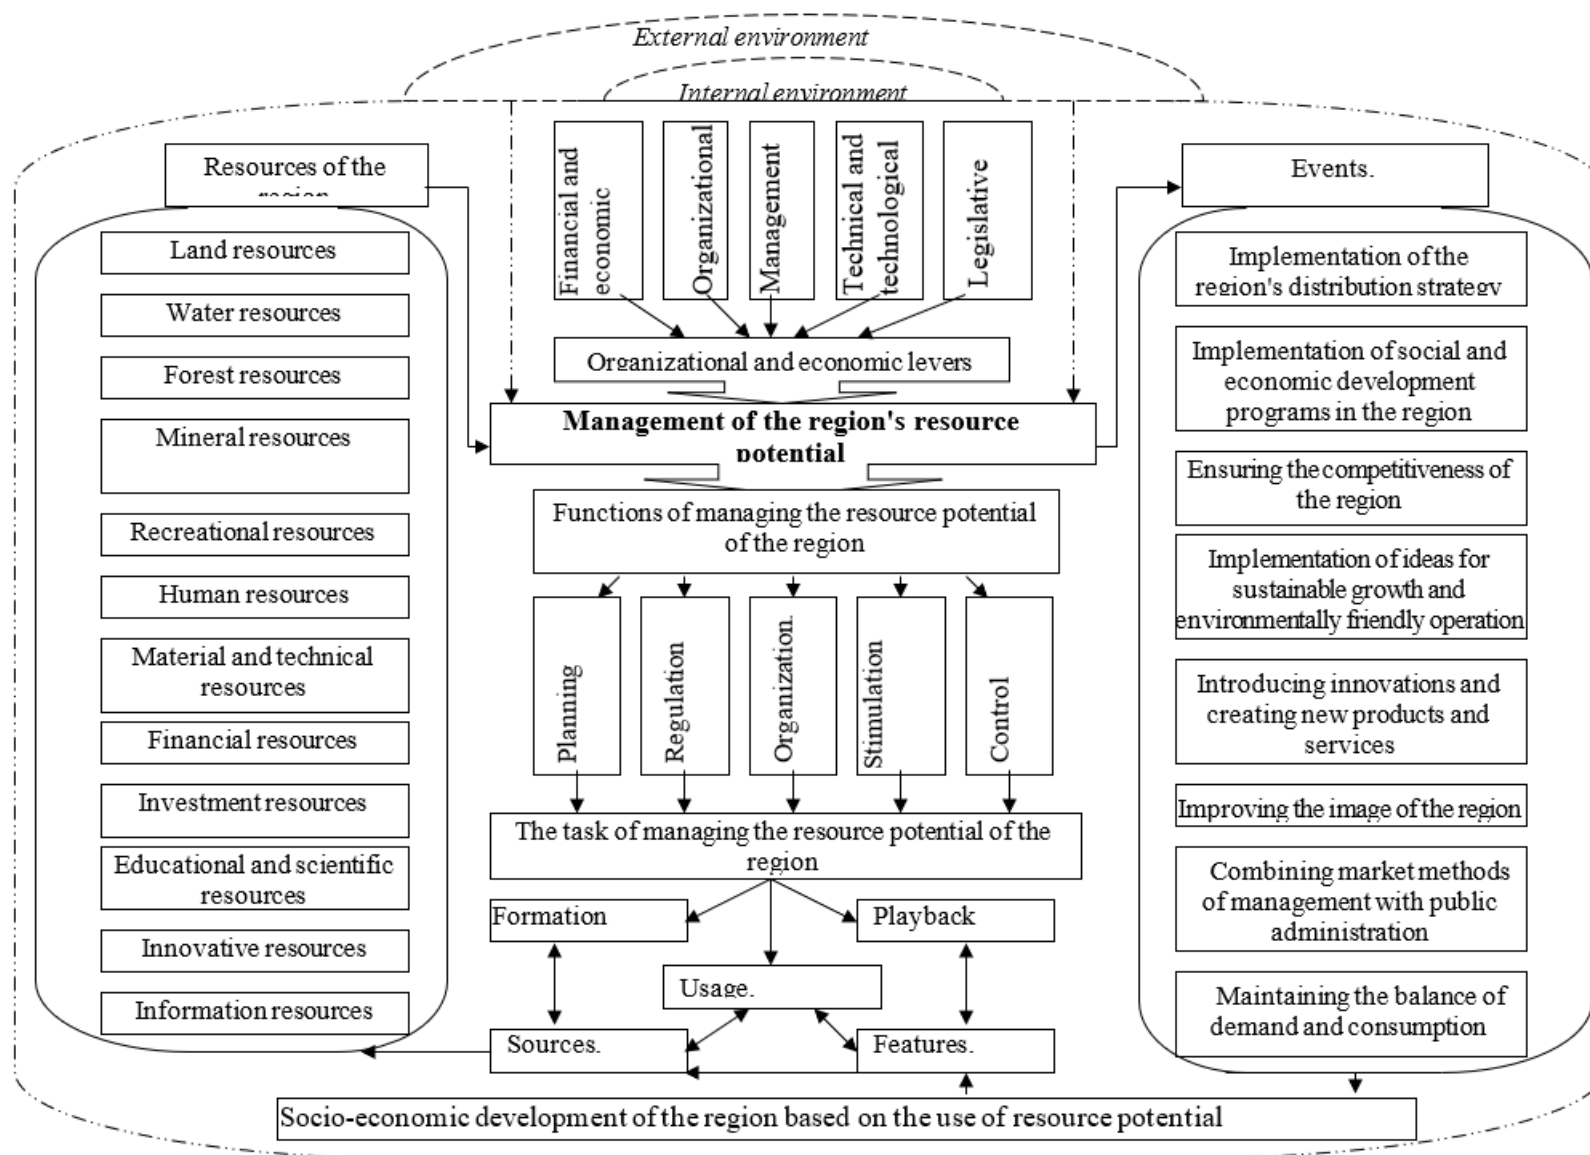 External environment
Internal environment
Resources of the
region
Land resources
Water resources
Forest resources
Mineral resources
Recreational resources
Human resources
Material and technical
resources
Financial resources
Investment resources
Educational and scientific
resources
Innovative resources
Information resources
Financial and
economic
Organizational
Management
Technical and
technological
Legislative
Organizational and economic levers
Management of the region's resource
potential
Functions of managing the resource potential
of the region
Planning
Regulation
Organization.
Stimulation
Control
The task of managing the resource potential of the
region
Formation
Playback
Usage.
Sources.
Features.
Events.
Implementation of the
region's distribution strategy
Implementation of social and
economic development
programs in the region
Ensuring the competitiveness of
the region
Implementation of ideas for
sustainable growth and
environmentally friendly operation
Introducing innovations and
creating new products and
services
Improving the image of the region
Combining market methods
of management with public
administration
Maintaining the balance of
demand and consumption
Socio-economic development of the region based on the use of resource potential